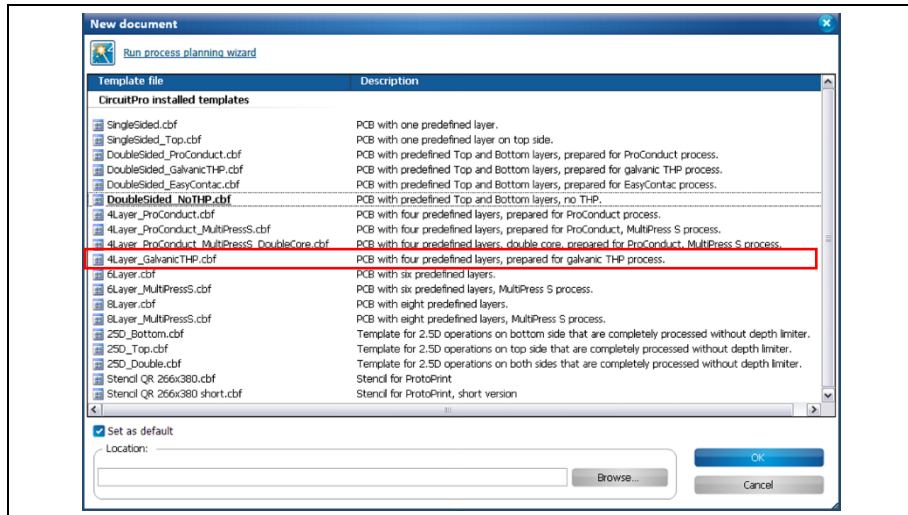 New document
Run process planning wizard
Template file Description
CircuitPro installed templates
SingleSided.cbf PCB with one predefined layer.
SingleSided_Top.cbf PCB with one predefined layer on top side.
DoubleSided_ProConduct.cbf PCB with predefined Top and Bottom layers, prepared for ProConduct process.
DoubleSided_GalvanicTHP.cbf PCB with predefined Top and Bottom layers, prepared for galvanic THP process.
DoubleSided_EasyContac.cbf PCB with predefined Top and Bottom layers, prepared for EasyContac process.
DoubleSided_NoTHP.cbf PCB with predefined Top and Bottom layers, no THP.
4Layer_ProConduct.cbf PCB with four predefined layers, prepared for ProConduct process.
4Layer_ProConduct_MultiPressS.cbf PCB with four predefined layers, prepared for ProConduct, MultiPress S process.
4Layer_ProConduct_MultiPressS_DoubleCore.cbf PCB with four predefined layers, double core, prepared for ProConduct, MultiPress S process.
4Layer_GalvanicTHP.cbf PCB with four predefined layers, prepared for galvanic THP process.
6Layer.cbf PCB with six predefined layers.
6Layer_MultiPressS.cbf PCB with six predefined layers, MultiPress S process.
8Layer.cbf PCB with eight predefined layers.
8Layer_MultiPressS.cbf PCB with eight predefined layers, MultiPress S process.
25D_Bottom.cbf Template for 2.5D operations on bottom side that are completely processed without depth limiter.
25D_Top.cbf Template for 2.5D operations on top side that are completely processed without depth limiter.
25D_Double.cbf Template for 2.5D operations on both sides that are completely processed without depth limiter.
Stencil QR 266x380.cbf Stencil for ProtoPrint
Stencil QR 266x380 short.cbf Stencil for ProtoPrint, short version
Set as default
Location:
OK
Browse...
Cancel